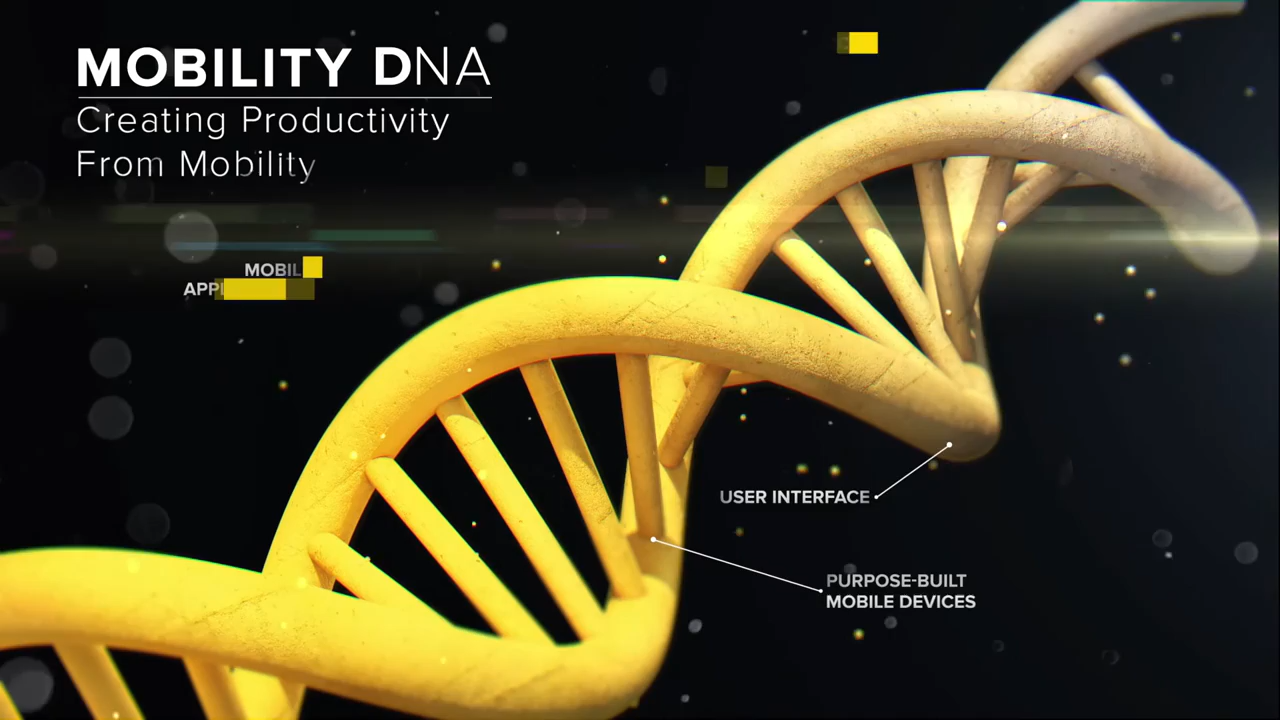 MOBILITY DNA
Creating Productivity
From Mobility
USER INTERFACE
PURPOSE-BUILT
MOBILE DEVICES